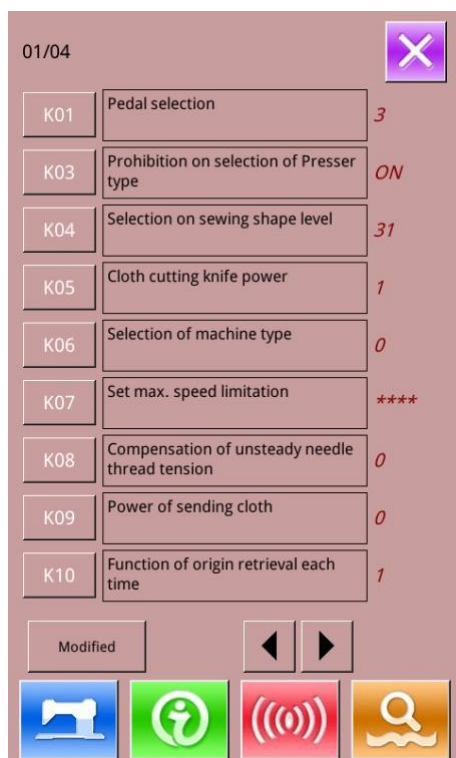 01/04
K01 Pedal selection 3
K03 Prohibition on selection of Presser
type ON
K04 Selection on sewing shape level 31
K05 Cloth cutting knife power 1
K06 Selection of machine type 0
K07 Set max. speed limitation ****
K08 Compensation of unsteady needle
thread tension 0
K09 Power of sending cloth 0
K10 Function of origin retrieval each
time 1
Modified